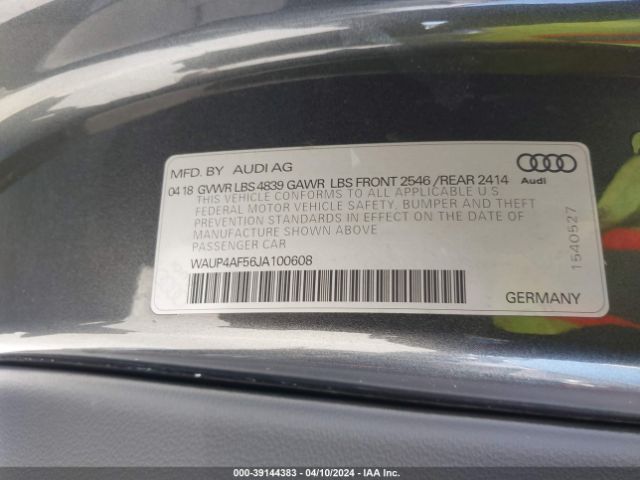 MFD. BY AUDI AG
Audi
04 18 GVWR LBS 4839 GAWR LBS FRONT 2546 /REAR 2414
THIS VEHICLE CONFORMS TO ALL APPLICABLE U S
FEDERAL MOTOR VEHICLE SAFETY, BUMPER AND THEFT
PREVENTION STANDARDS IN EFFECT ON THE DATE OF
MANUFACTURE SHOWN ABOVE.
PASSENGER CAR
WAUP4AF56JA100608
1540527
GERMANY
000-39144383 - 04/10/2024 - IAA Inc.